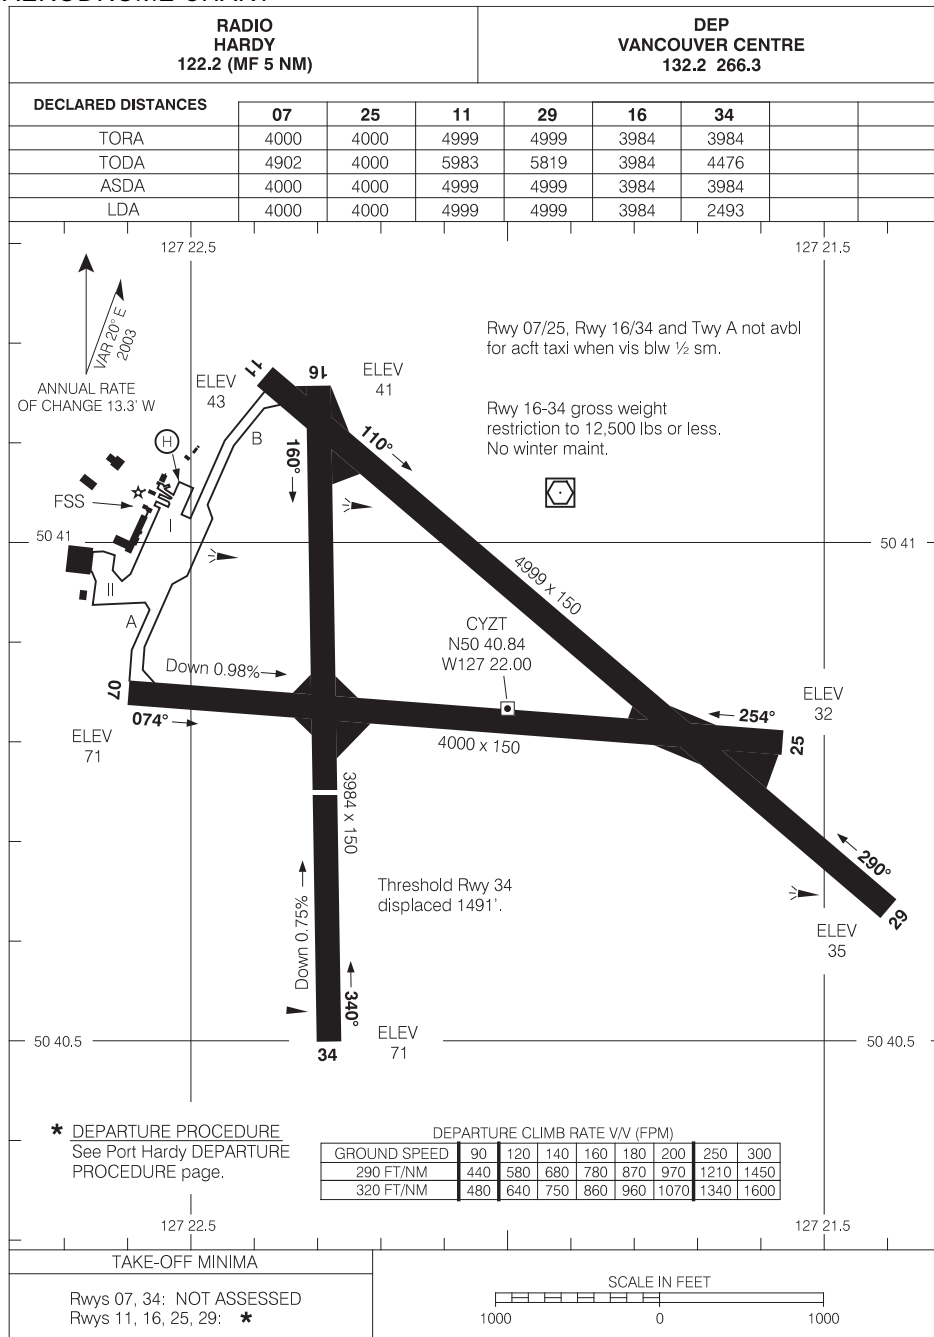 RADIO
HARDY
122.2 (MF 5 NM)
DEP
VANCOUVER CENTRE
132.2 266.3
DECLARED DISTANCES 07 25 11 29 16 34
TORA 4000 4000 4999 4999 3984 3984
TODA 4902 4000 5983 5819 3984 4476
ASDA 4000 4000 4999 4999 3984 3984
LDA 4000 4000 4999 4999 3984 2493
127 22.5
127 21.5
VAR 20° E
2003
ANNUAL RATE
OF CHANGE 13.3' W
Rwy 07/25, Rwy 16/34 and Twy A not avbl
for acft taxi when vis blw ½ sm.
Rwy 16-34 gross weight
restriction to 12,500 lbs or less.
No winter maint.
ELEV
43
11
16
ELEV
41
B
H
160°
110°
FSS
I
50 41
50 41
II
A
4999 x 150
CYZT
N50 40.84
W127 22.00
Down 0.98%
07
074°
ELEV
71
4000 x 150
254°
ELEV
32
25
3984 x 150
290°
29
ELEV
35
Threshold Rwy 34
displaced 1491'.
Down 0.75%
340°
34
ELEV
71
50 40.5
50 40.5
* DEPARTURE PROCEDURE
See Port Hardy DEPARTURE
PROCEDURE page.
DEPARTURE CLIMB RATE V/V (FPM)
GROUND SPEED 90 120 140 160 180 200 250 300
290 FT/NM 440 580 680 780 870 970 1210 1450
320 FT/NM 480 640 750 860 960 1070 1340 1600
127 22.5
127 21.5
TAKE-OFF MINIMA
Rwys 07, 34: NOT ASSESSED
Rwys 11, 16, 25, 29: *
SCALE IN FEET
1000 0 1000